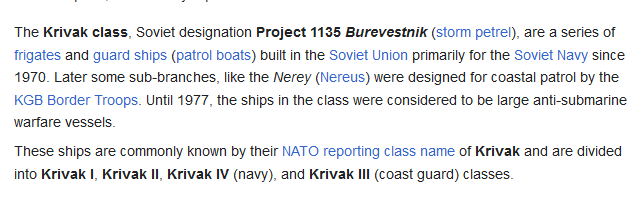 The Krivak class, Soviet designation Project 1135 Burevestnik (storm petrel), are a series of
frigates and guard ships (patrol boats) built in the Soviet Union primarily for the Soviet Navy since
1970. Later some sub-branches, like the Nerey (Nereus) were designed for coastal patrol by the
KGB Border Troops. Until 1977, the ships in the class were considered to be large anti-submarine
warfare vessels.
These ships are commonly known by their NATO reporting class name of Krivak and are divided
into Krivak I, Krivak II, Krivak IV (navy), and Krivak III (coast guard) classes.